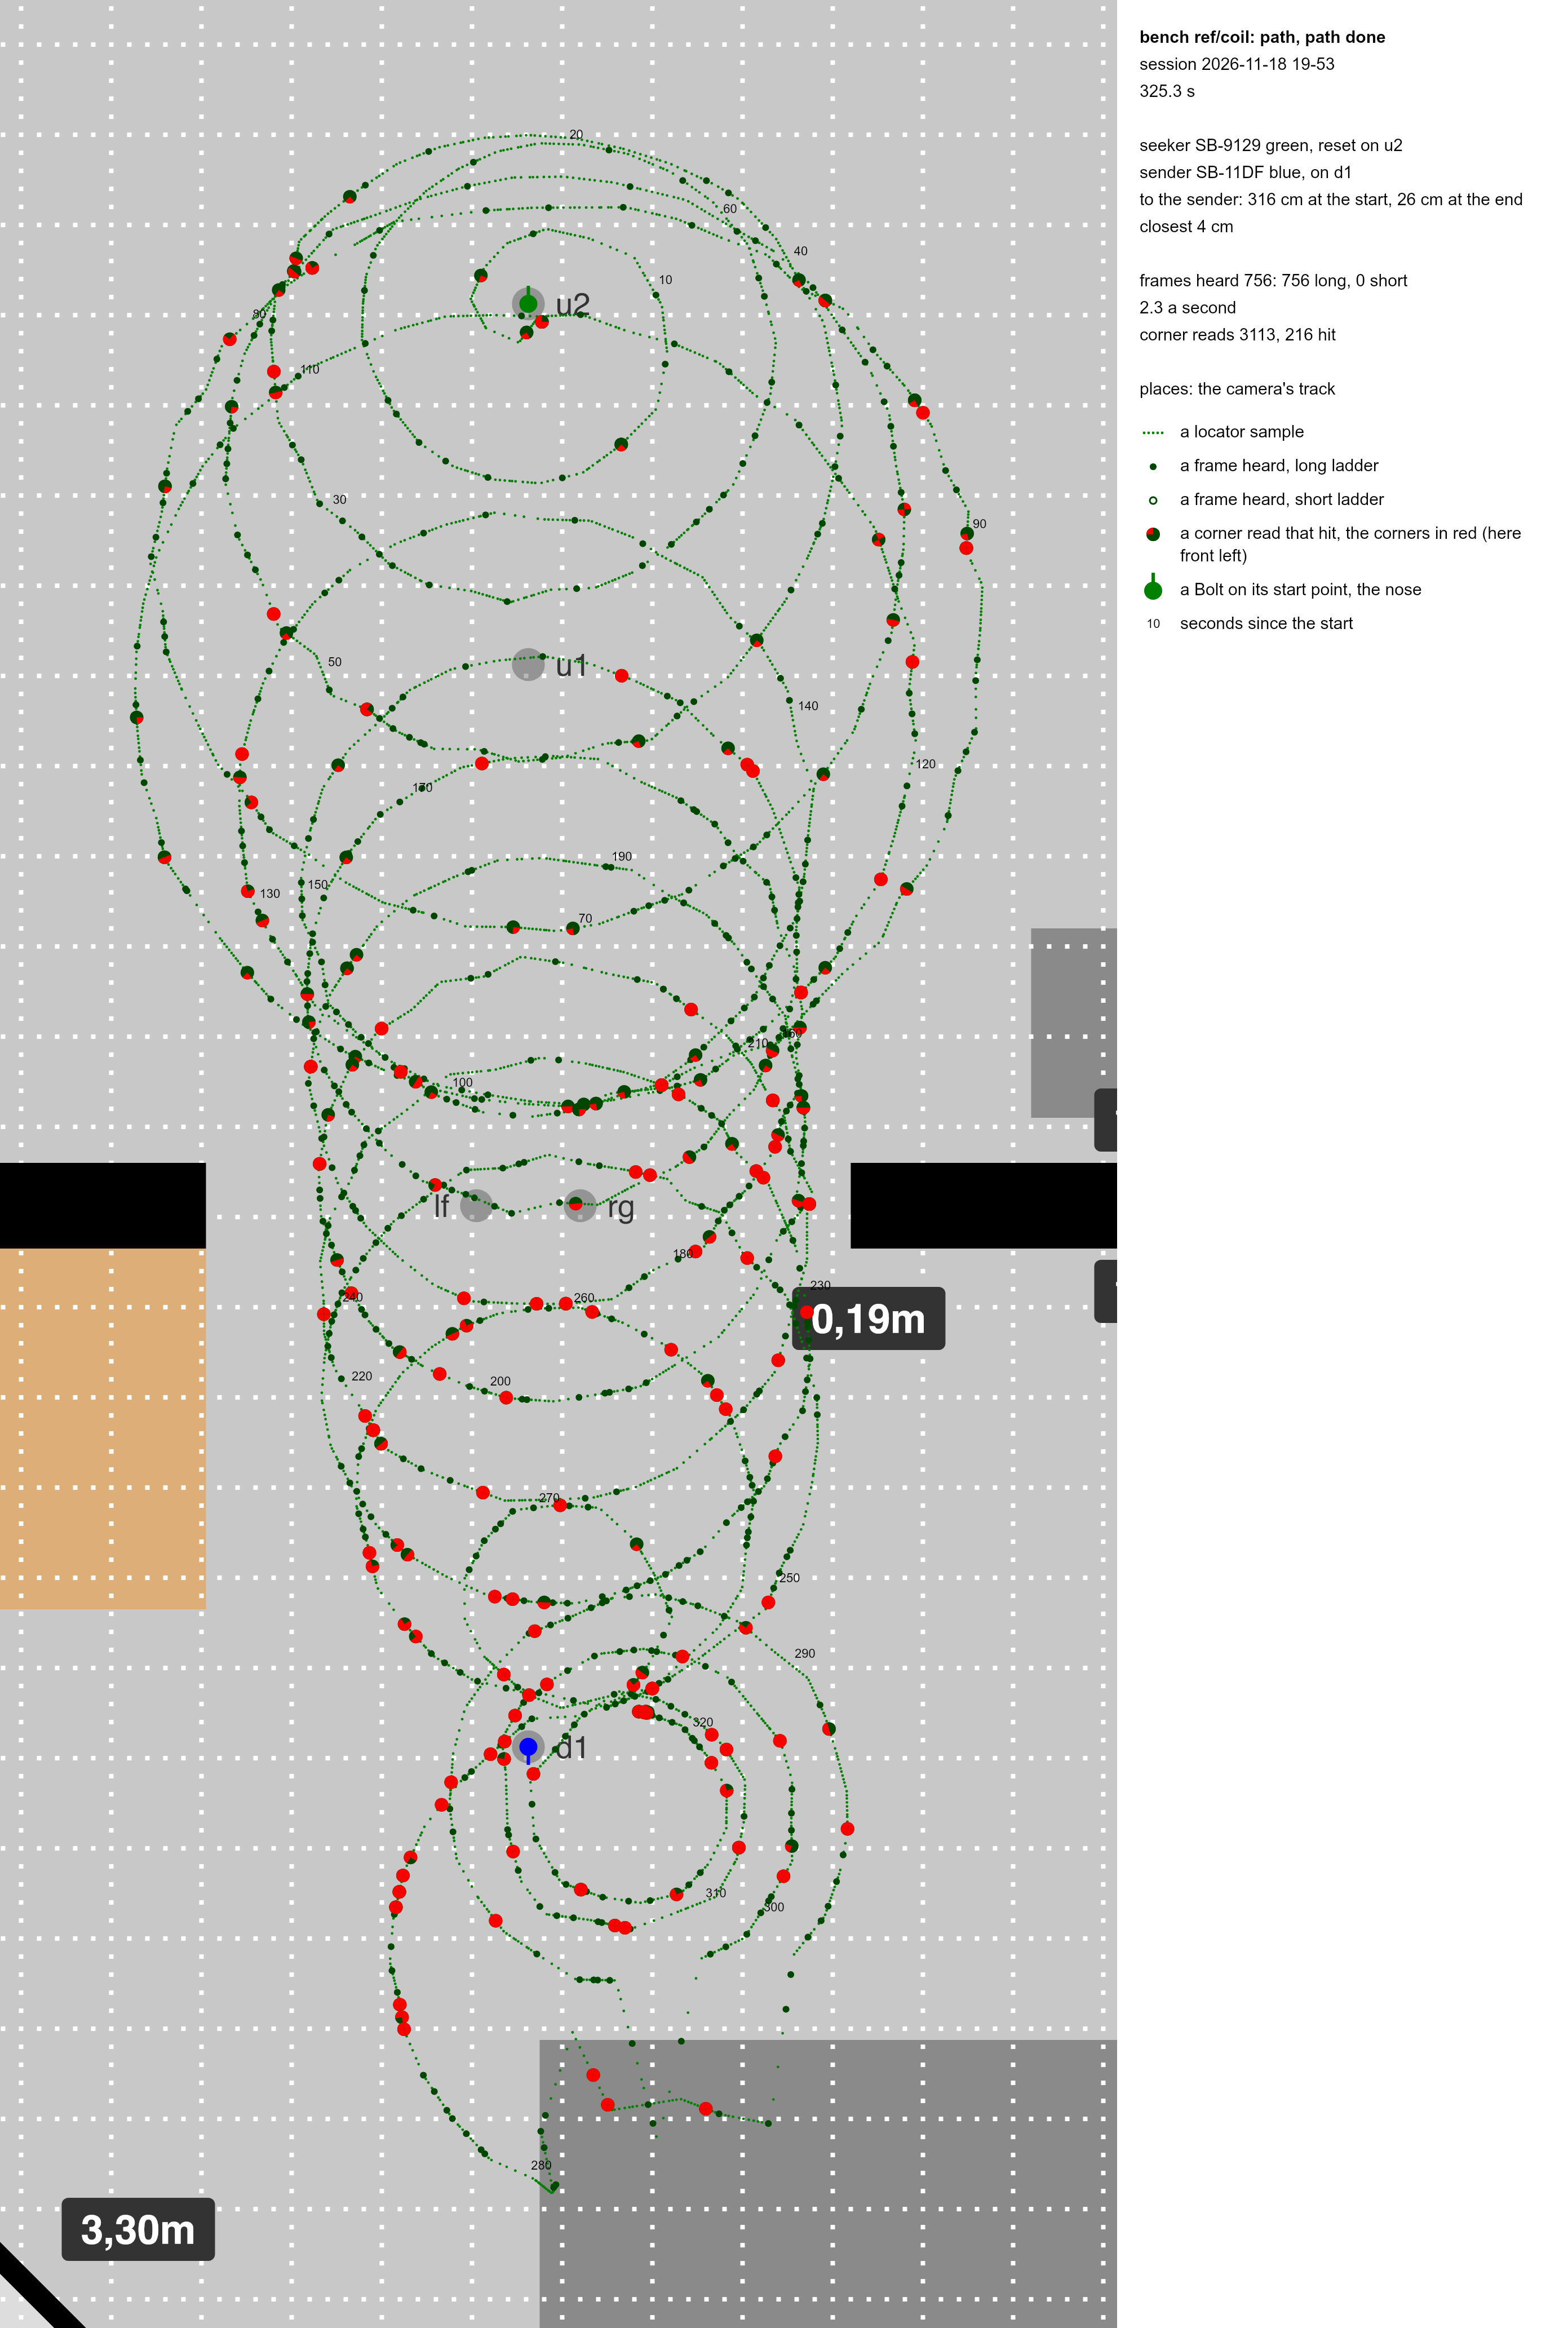 bench ref/coil: path, path done
session 2026-11-18 19-53
325.3 s
seeker SB-9129 green, reset on u2
sender SB-11DF blue, on d1
to the sender: 316 cm at the start, 26 cm at the end
closest 4 cm
frames heard 756: 756 long, 0 short
2.3 a second
corner reads 3113, 216 hit
places: the camera's track
a locator sample
a frame heard, long ladder
a frame heard, short ladder
a corner read that hit, the corners in red (here
front left)
a Bolt on its start point, the nose
10 seconds since the start
20
60
40
10
u2
80
110
30
90
50
u1
140
120
170
190
150
130
70
210
100
lf
rg
180
230
240
260
0,19m
220
200
270
250
290
320
d1
310
300
280
3,30m